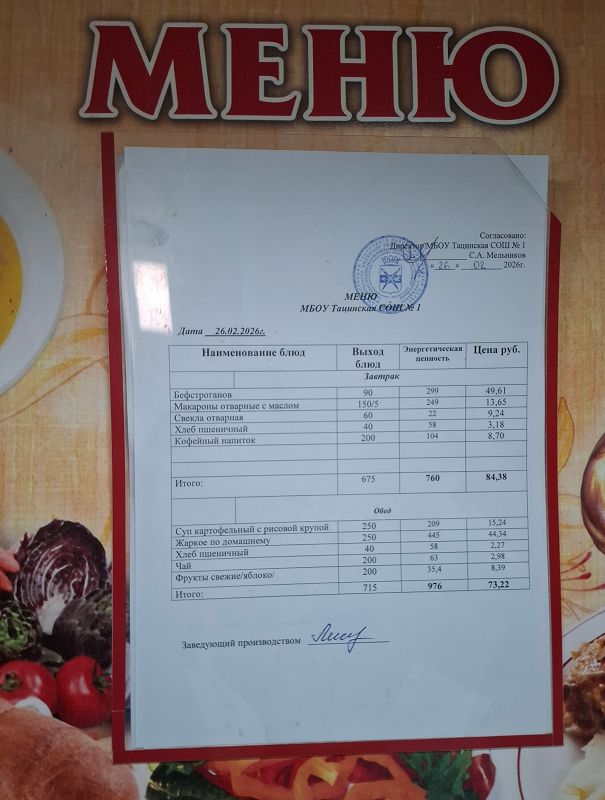 МЕНЮ
Согласовано:
Директор МБОУ Тацинская СОШ № 1
С.А. Мельников
« 26 » 02 2026г.
МЕНЮ
МБОУ Тацинская СОШ № 1
Дата 26.02.2026г.
Наименование блюд Выход блюд Энергетическая ценность Цена руб.
Завтрак
Бефстроганов 90 299 49,61
Макароны отварные с маслом 150/5 249 13,65
Свекла отварная 60 22 9,24
Хлеб пшеничный 40 58 3,18
Кофейный напиток 200 104 8,70
Итого: 675 760 84,38
Обед
Суп картофельный с рисовой крупой 250 209 15,24
Жаркое по домашнему 250 445 44,34
Хлеб пшеничный 40 58 2,27
Чай 200 63 2,98
Фрукты свежие/яблоко/ 200 35,4 8,39
Итого: 715 976 73,22
Заведующий производством